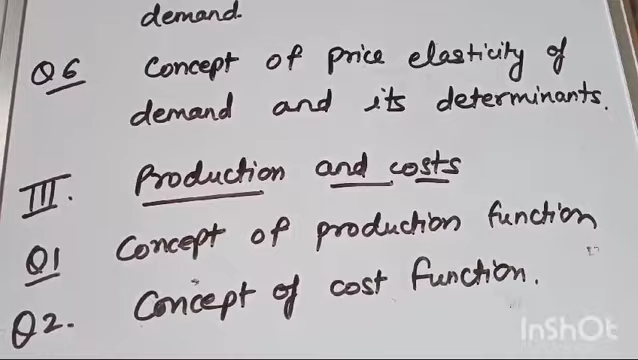 demand.
Q6 Concept of price elasticity of
demand and its determinants.
III. Production and costs
Q1 Concept of production function
Q2. Concept of cost function.
InShOt